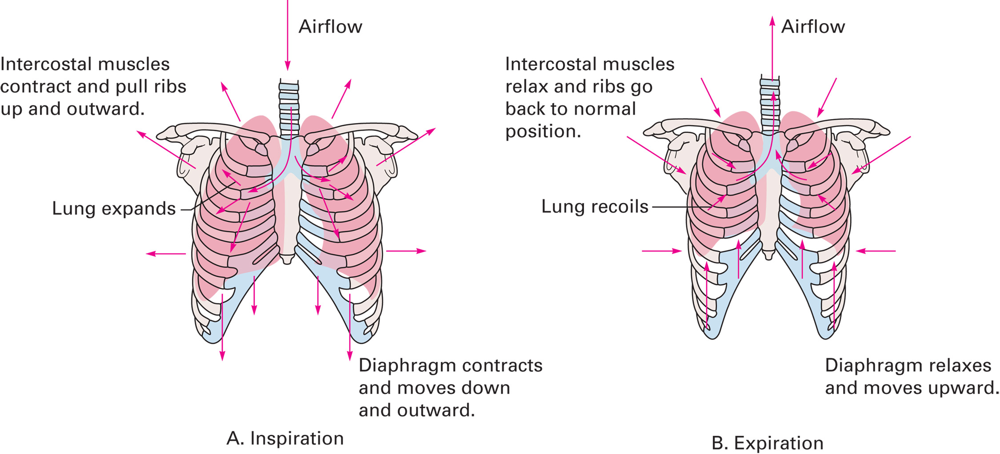 Airflow
Intercostal muscles
contract and pull ribs
up and outward.
Lung expands
Diaphragm contracts
and moves down
and outward.
A. Inspiration
Airflow
Intercostal muscles
relax and ribs go
back to normal
position.
Lung recoils
Diaphragm relaxes
and moves upward.
B. Expiration